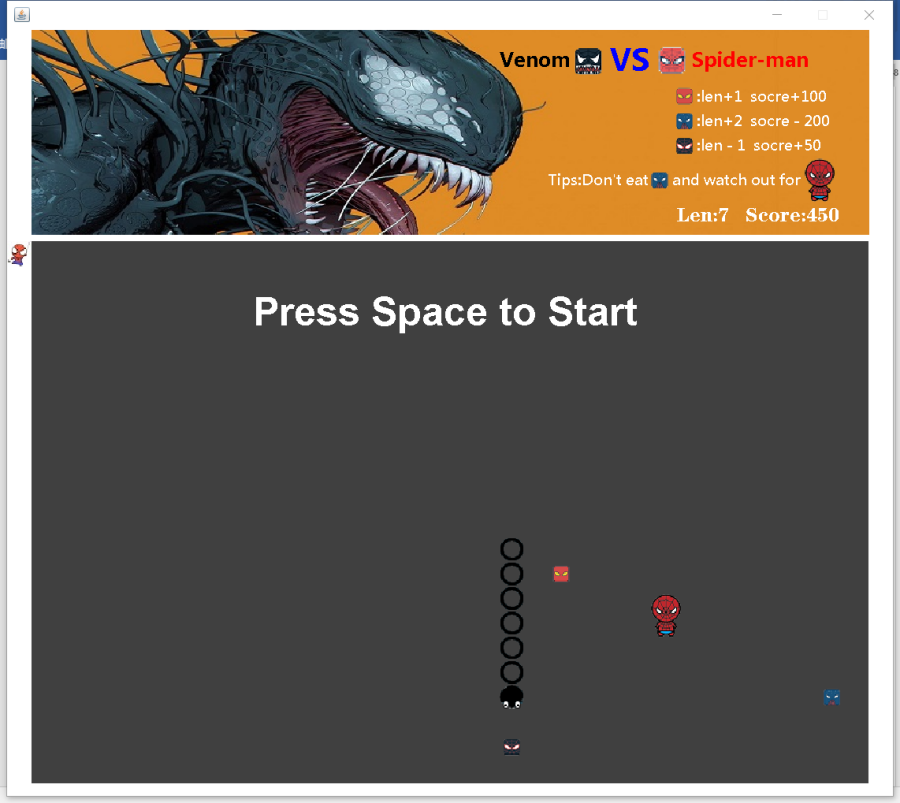 Venom VS Spider-man
:len+1 socre+100
:len+2 socre - 200
:len - 1 socre+50
Tips:Don't eat and watch out for
Len:7 Score:450
Press Space to Start